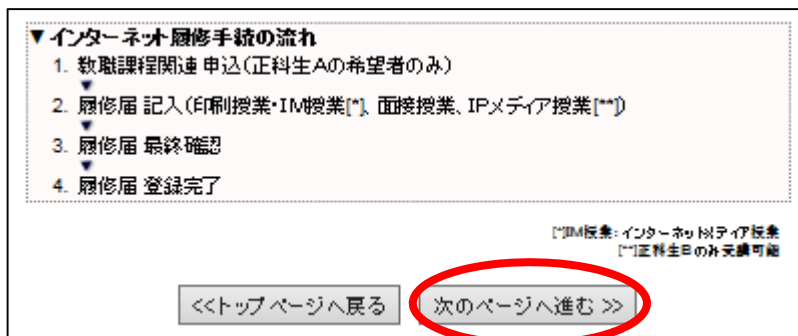 ▼インターネット履修手続の流れ
1. 教職課程関連 申込(正科生Aの希望者のみ)
▼
2. 履修届 記入(印刷授業・IM授業[*]、面接授業、IPメディア授業[**])
▼
3. 履修届 最終確認
▼
4. 履修届 登録完了
[*]IM授業:インターネットメディア授業
[**]正科生Bのみ受講可能
<<トップページへ戻る
次のページへ進む >>